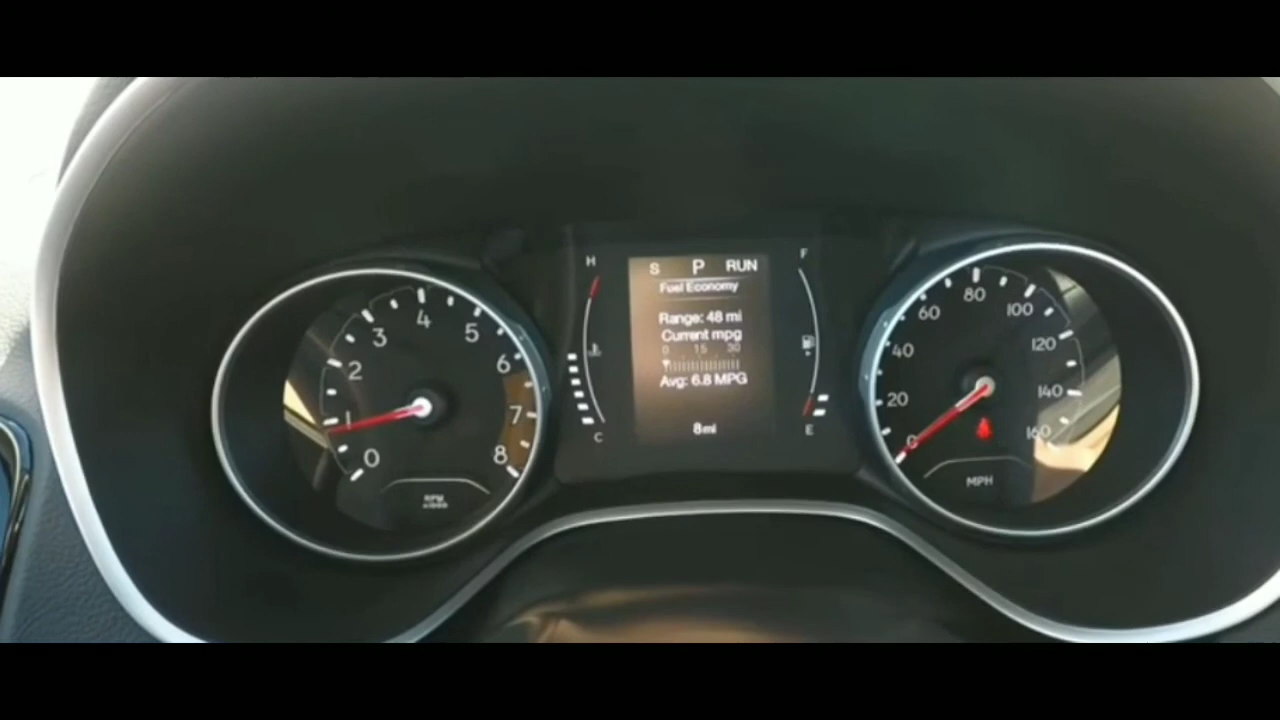 0
1
2
3
4
5
6
7
8
RPM
x1000
H
C
S P RUN
Fuel Economy
Range: 48 mi
Current mpg
0 15 30
Avg: 6.8 MPG
8mi
F
E
0
20
40
60
80
100
120
140
160
MPH